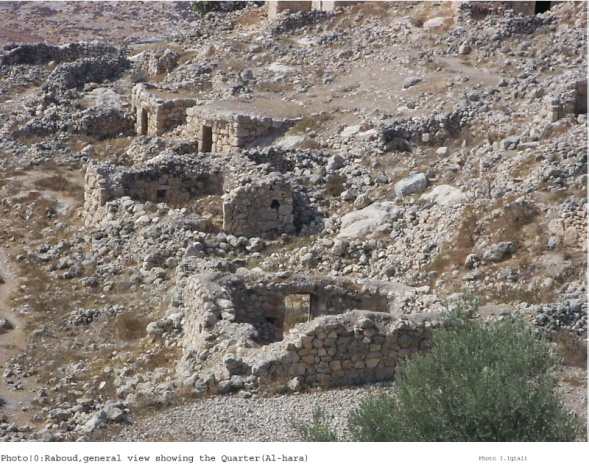 Photo!0:Raboud,general view showing the Quarter(Al-hara)
Photo I.Iqtait